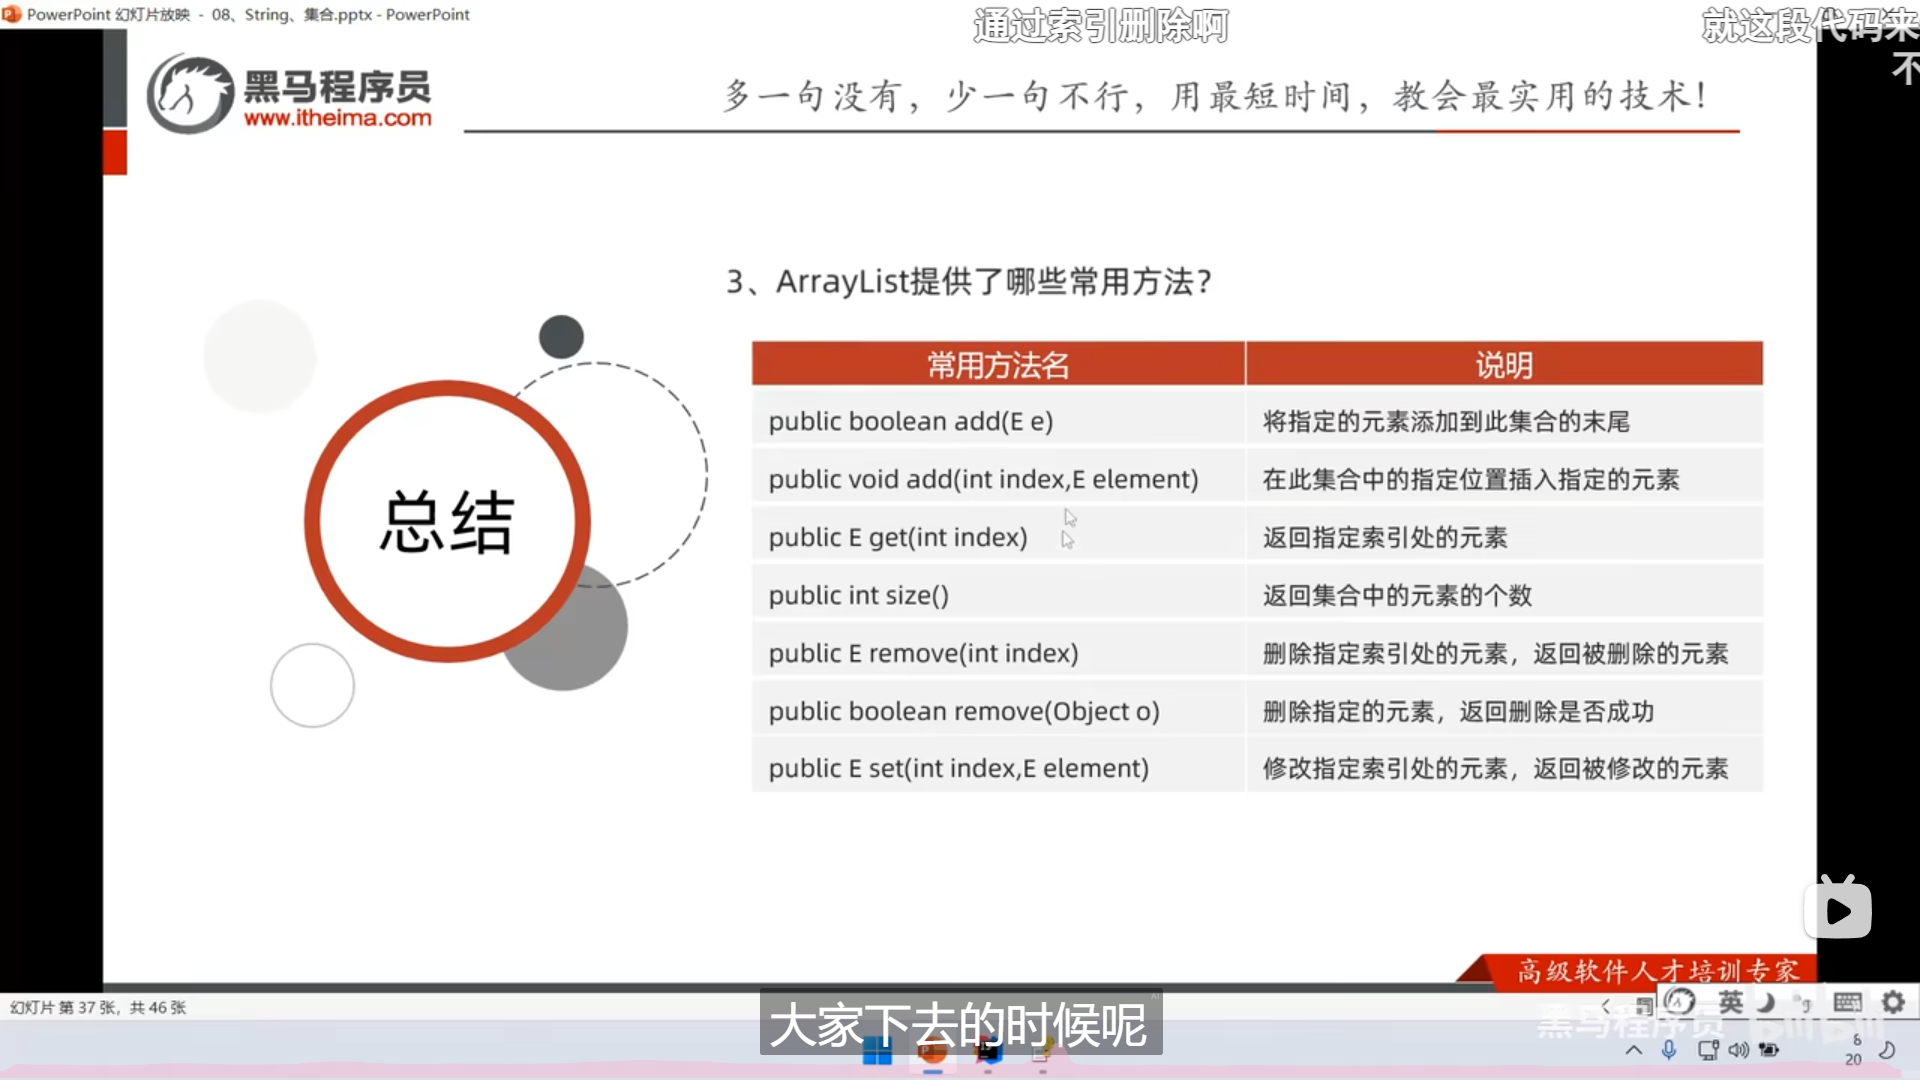 PowerPoint 幻灯片放映 - 08、String、集合.pptx - PowerPoint
通过索引删除啊
就这段代码来
不
黑马程序员
www.itheima.com
多一句没有，少一句不行，用最短时间，教会最实用的技术！
3、ArrayList提供了哪些常用方法？
常用方法名 说明
public boolean add(E e) 将指定的元素添加到此集合的末尾
public void add(int index,E element) 在此集合中的指定位置插入指定的元素
public E get(int index) 返回指定索引处的元素
public int size() 返回集合中的元素的个数
public E remove(int index) 删除指定索引处的元素，返回被删除的元素
public boolean remove(Object o) 删除指定的元素，返回删除是否成功
public E set(int index,E element) 修改指定索引处的元素，返回被修改的元素
总结
高级软件人才培训专家
幻灯片 第 37 张，共 46 张
英
黑马程序员 bilibili
大家下去的时候呢
AI
20